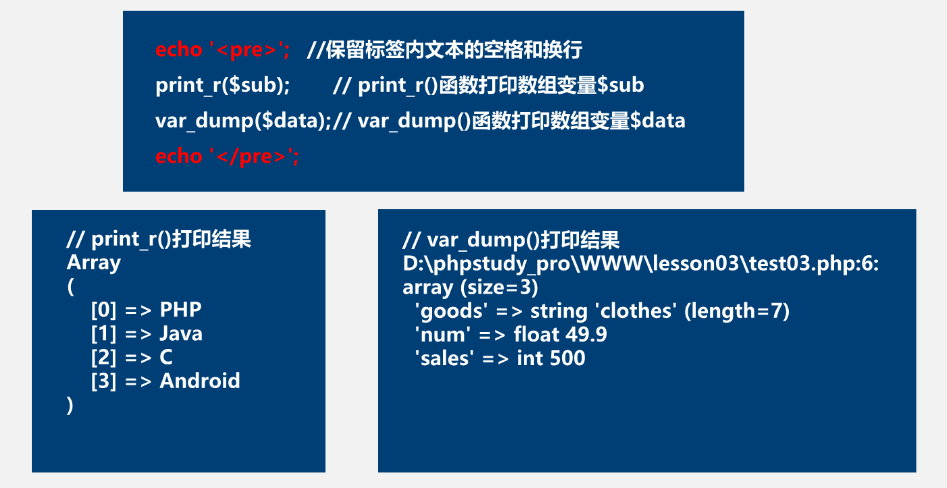 echo '<pre>';   //保留标签内文本的空格和换行
print_r($sub);       // print_r()函数打印数组变量$sub
var_dump($data);// var_dump()函数打印数组变量$data
echo '</pre>';
// print_r()打印结果
Array
(
    [0] => PHP
    [1] => Java
    [2] => C
    [3] => Android
)
// var_dump()打印结果
D:\phpstudy_pro\WWW\lesson03\test03.php:6:
array (size=3)
  'goods' => string 'clothes' (length=7)
  'num' => float 49.9
  'sales' => int 500